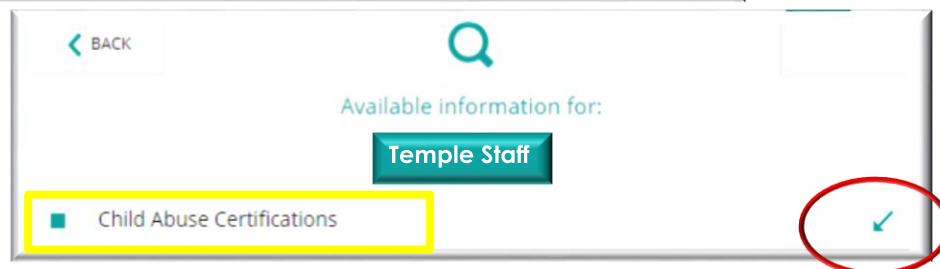 BACK
Available information for:
Temple Staff
Child Abuse Certifications